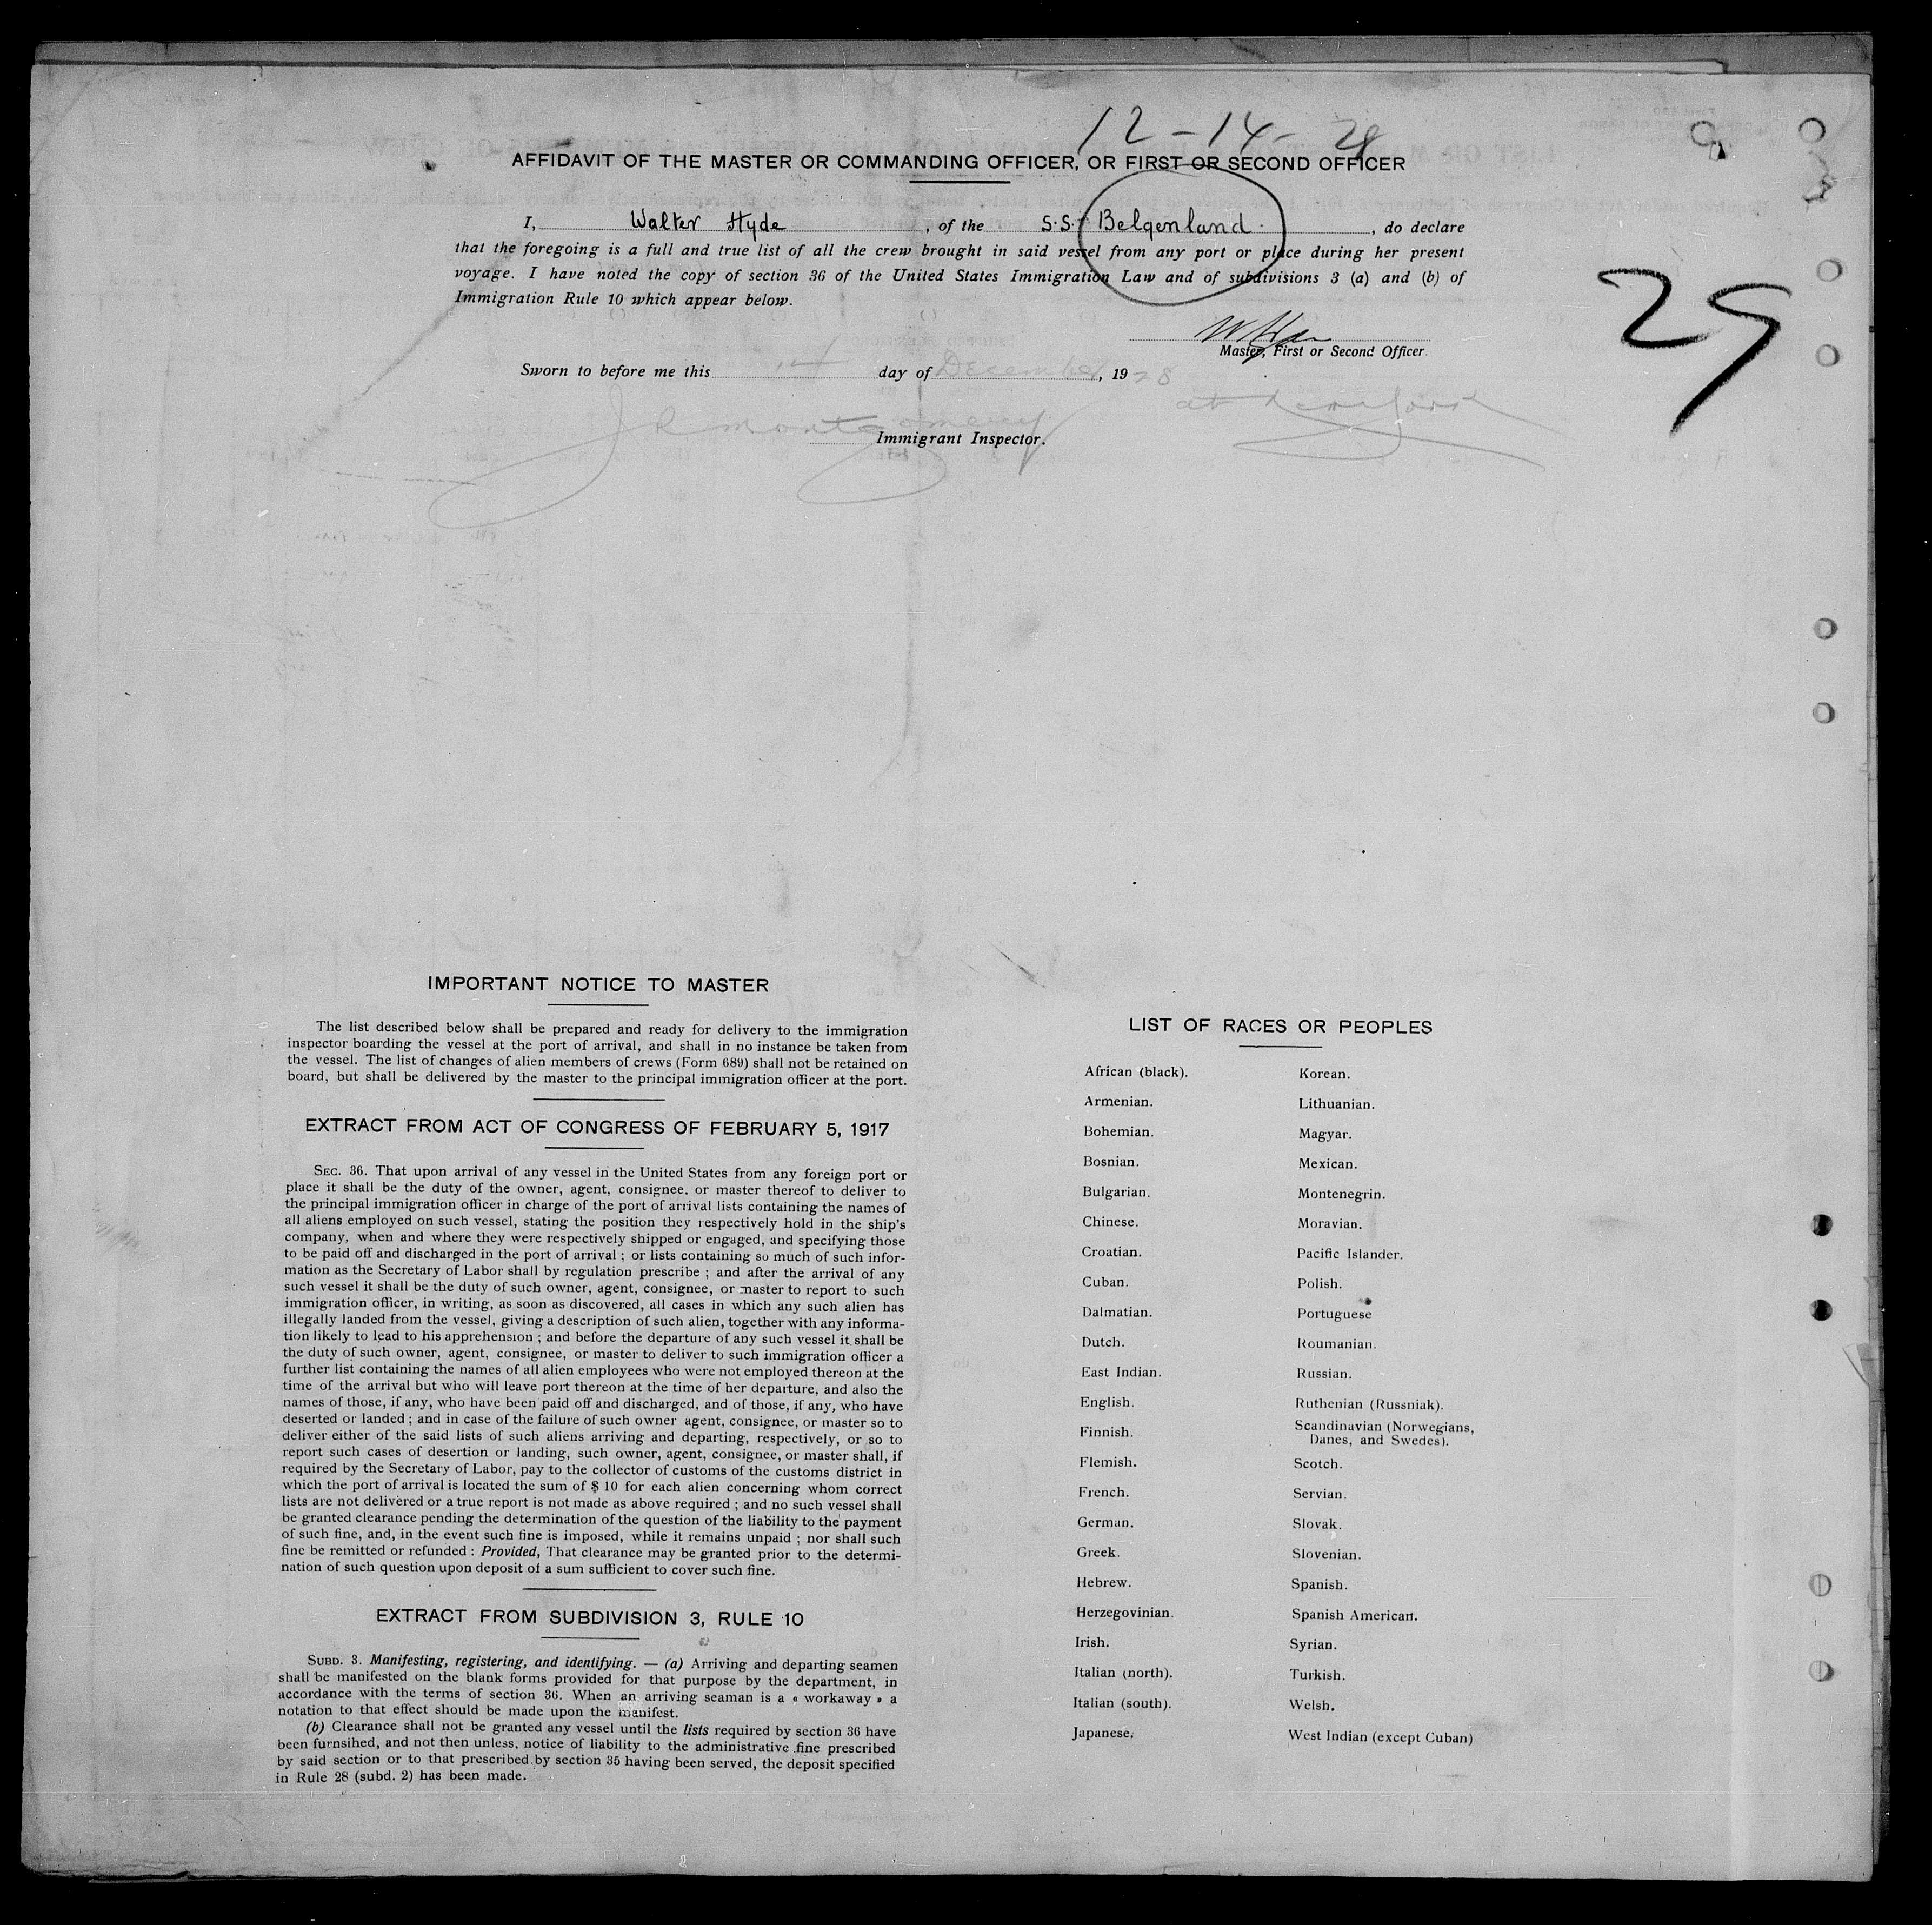 12-14-28
AFFIDAVIT OF THE MASTER OR COMMANDING OFFICER, OR FIRST OR SECOND OFFICER
I, Walter Hyde, of the S.S. Belgenland., do declare
that the foregoing is a full and true list of all the crew brought in said vessel from any port or place during her present
voyage. I have noted the copy of section 36 of the United States Immigration Law and of subdivisions 3 (a) and (b) of
Immigration Rule 10 which appear below.
25
Master, First or Second Officer.
Sworn to before me this 14 day of December, 1928
J R Montgomery
Immigrant Inspector.
IMPORTANT NOTICE TO MASTER
The list described below shall be prepared and ready for delivery to the immigration
inspector boarding the vessel at the port of arrival, and shall in no instance be taken from
the vessel. The list of changes of alien members of crews (Form 689) shall not be retained on
board, but shall be delivered by the master to the principal immigration officer at the port.
EXTRACT FROM ACT OF CONGRESS OF FEBRUARY 5, 1917
SEC. 36. That upon arrival of any vessel in the United States from any foreign port or
place it shall be the duty of the owner, agent, consignee, or master thereof to deliver to
the principal immigration officer in charge of the port of arrival lists containing the names of
all aliens employed on such vessel, stating the position they respectively hold in the ship's
company, when and where they were respectively shipped or engaged, and specifying those
to be paid off and discharged in the port of arrival ; or lists containing so much of such infor-
mation as the Secretary of Labor shall by regulation prescribe ; and after the arrival of any
such vessel it shall be the duty of such owner, agent, consignee, or master to report to such
immigration officer, in writing, as soon as discovered, all cases in which any such alien has
illegally landed from the vessel, giving a description of such alien, together with any informa-
tion likely to lead to his apprehension ; and before the departure of any such vessel it shall be
the duty of such owner, agent, consignee, or master to deliver to such immigration officer a
further list containing the names of all alien employees who were not employed thereon at the
time of the arrival but who will leave port thereon at the time of her departure, and also the
names of those, if any, who have been paid off and discharged, and of those, if any, who have
deserted or landed ; and in case of the failure of such owner agent, consignee, or master so to
deliver either of the said lists of such aliens arriving and departing, respectively, or so to
report such cases of desertion or landing, such owner, agent, consignee, or master shall, if
required by the Secretary of Labor, pay to the collector of customs of the customs district in
which the port of arrival is located the sum of $ 10 for each alien concerning whom correct
lists are not delivered or a true report is not made as above required ; and no such vessel shall
be granted clearance pending the determination of the question of the liability to the payment
of such fine, and, in the event such fine is imposed, while it remains unpaid ; nor shall such
fine be remitted or refunded : Provided, That clearance may be granted prior to the determi-
nation of such question upon deposit of a sum sufficient to cover such fine.
EXTRACT FROM SUBDIVISION 3, RULE 10
SUBD. 3. Manifesting, registering, and identifying. — (a) Arriving and departing seamen
shall be manifested on the blank forms provided for that purpose by the department, in
accordance with the terms of section 36. When an arriving seaman is a « workaway » a
notation to that effect should be made upon the manifest.
(b) Clearance shall not be granted any vessel until the lists required by section 36 have
been furnsihed, and not then unless, notice of liability to the administrative fine prescribed
by said section or to that prescribed by section 35 having been served, the deposit specified
in Rule 28 (subd. 2) has been made.
LIST OF RACES OR PEOPLES
African (black).
Armenian.
Bohemian.
Bosnian.
Bulgarian.
Chinese.
Croatian.
Cuban.
Dalmatian.
Dutch.
East Indian.
English.
Finnish.
Flemish.
French.
German.
Greek.
Hebrew.
Herzegovinian.
Irish.
Italian (north).
Italian (south).
Japanese.
Korean.
Lithuanian.
Magyar.
Mexican.
Montenegrin.
Moravian.
Pacific Islander.
Polish.
Portuguese
Roumanian.
Russian.
Ruthenian (Russniak).
Scandinavian (Norwegians,
Danes, and Swedes).
Scotch.
Servian.
Slovak.
Slovenian.
Spanish.
Spanish American.
Syrian.
Turkish.
Welsh.
West Indian (except Cuban)